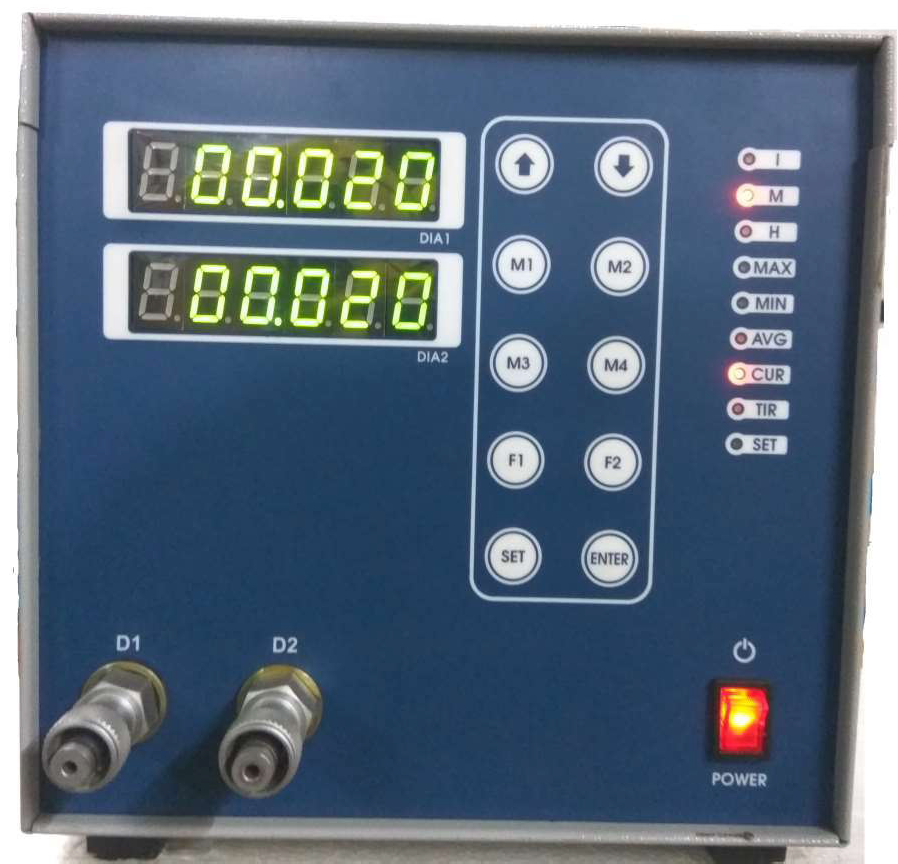 00.020
DIA1
00.020
DIA2
M1 M2
M3 M4
F1 F2
SET ENTER
I
M
H
MAX
MIN
AVG
CUR
TIR
SET
D1 D2
POWER